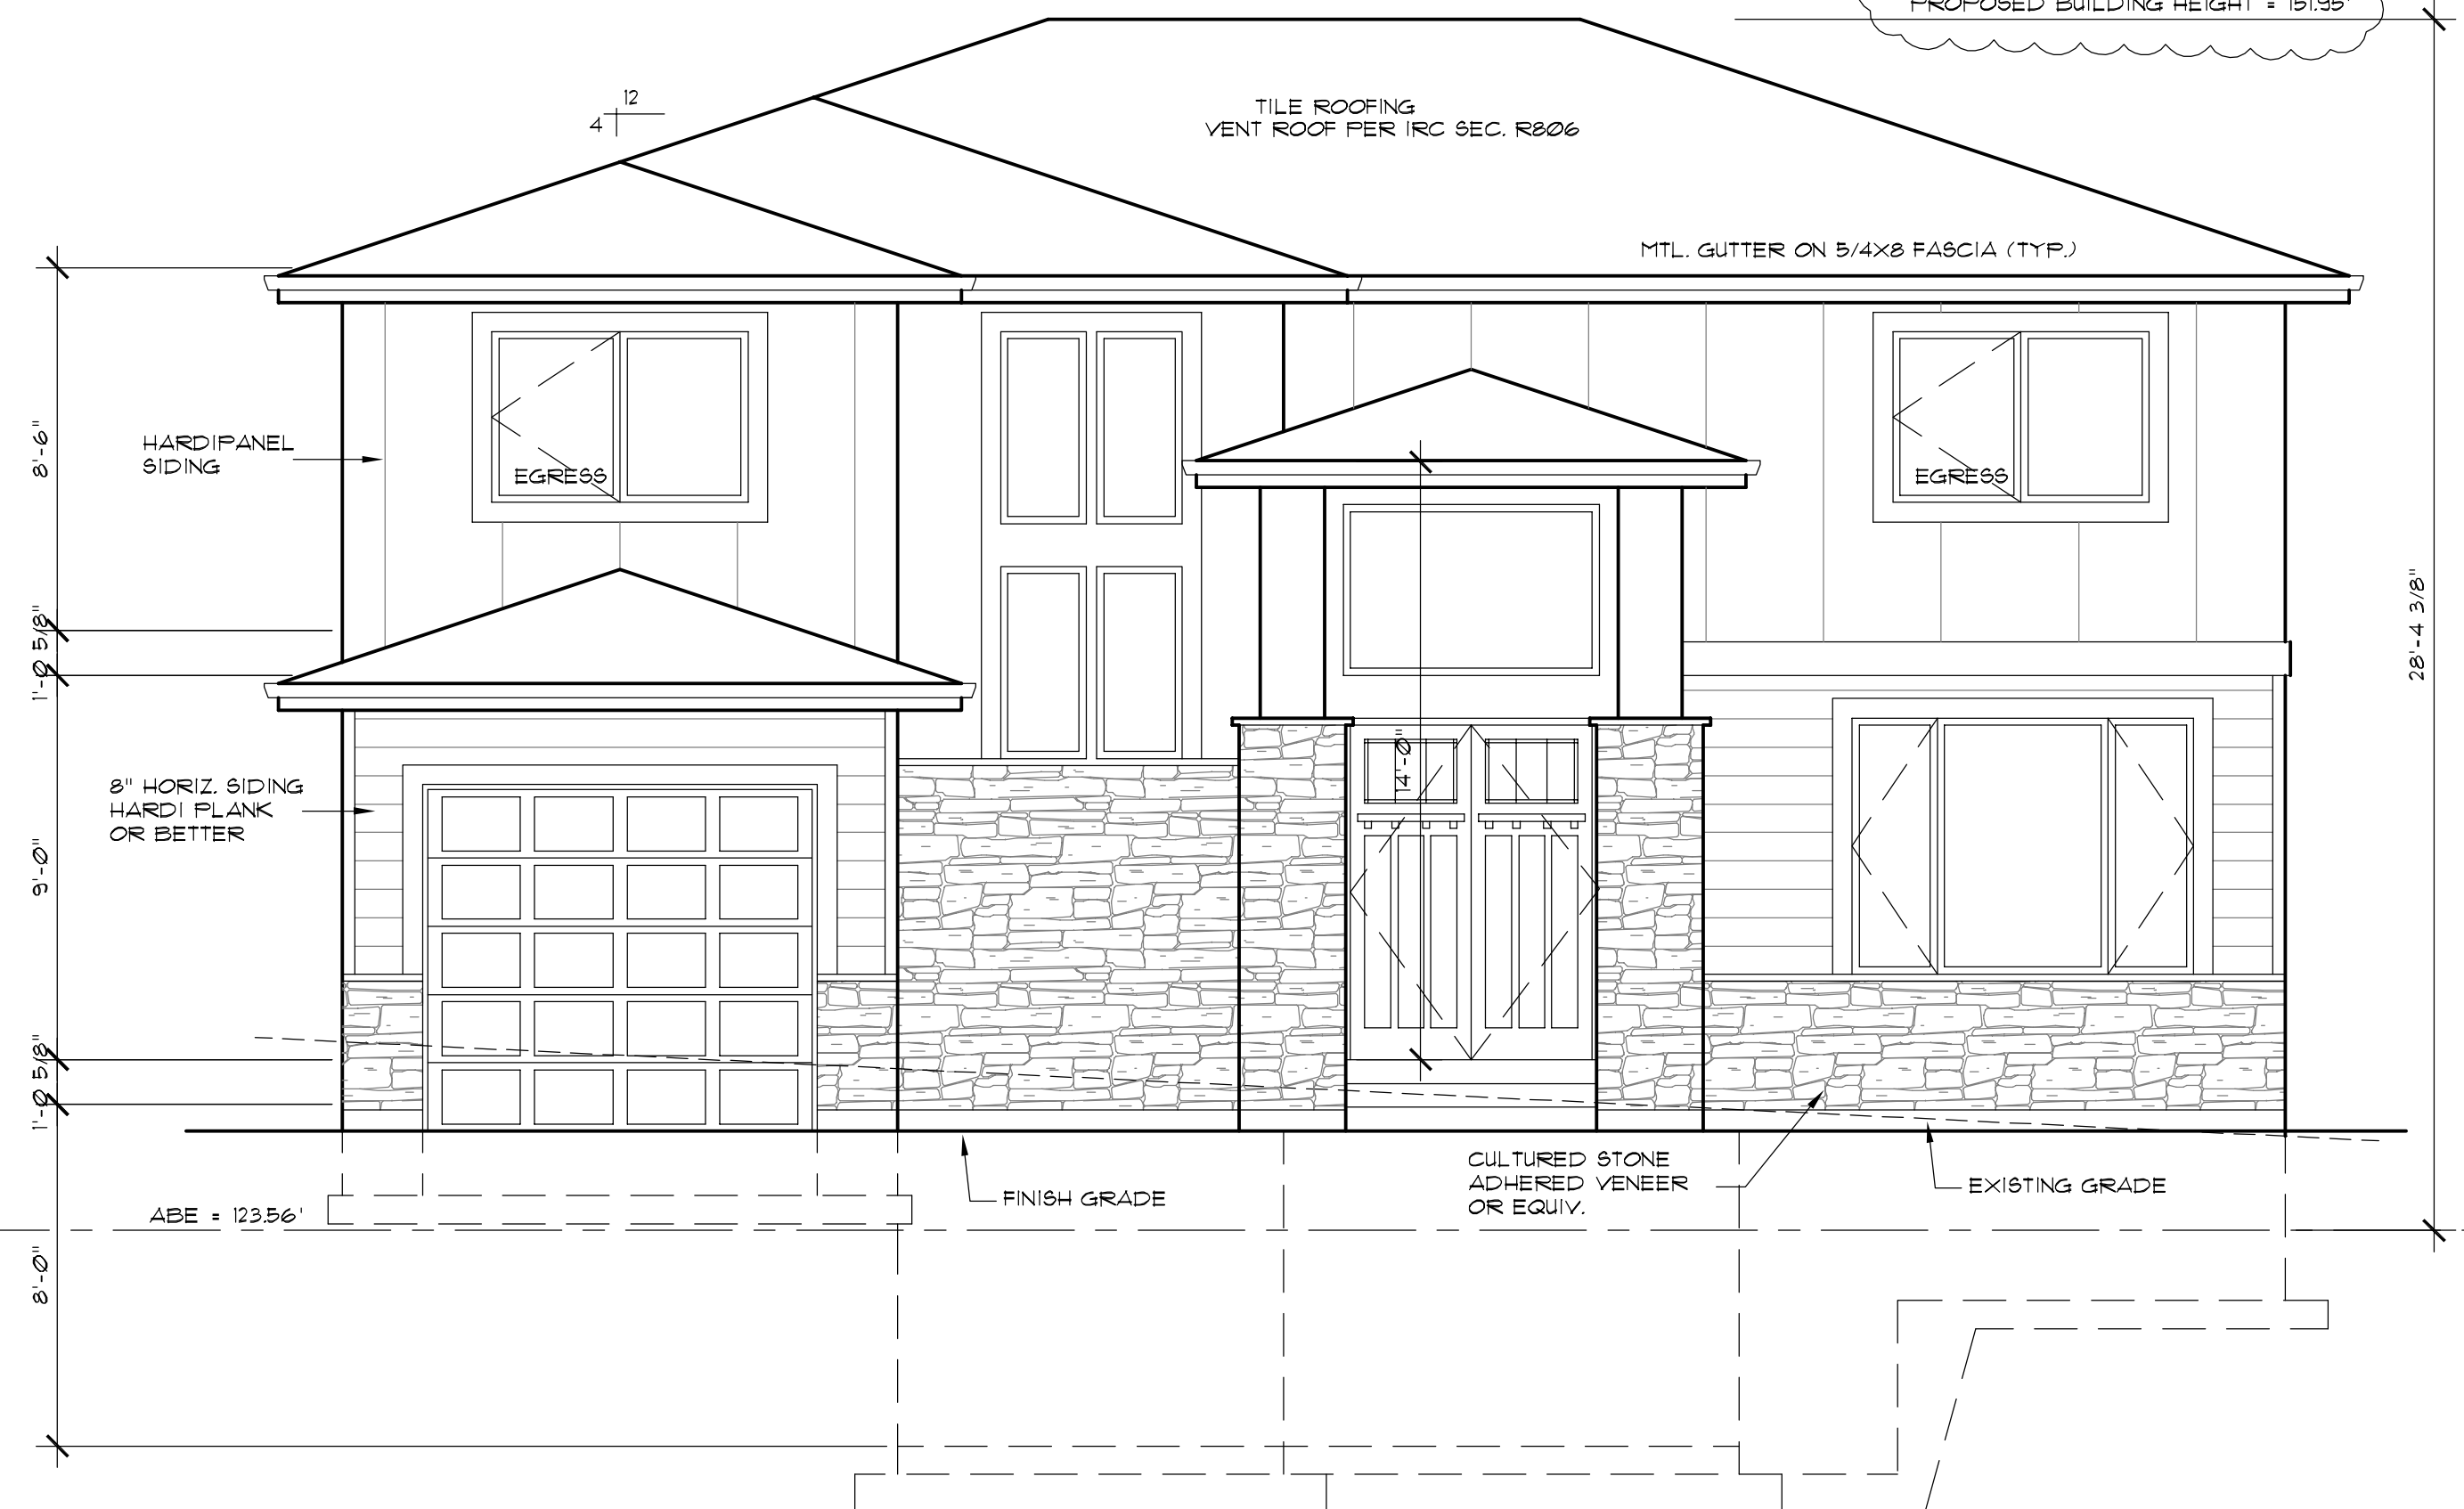 PROPOSED BUILDING HEIGHT = 151.95'
12
4
TILE ROOFING
VENT ROOF PER IRC SEC. R806
MTL. GUTTER ON 5/4X8 FASCIA (TYP.)
8'-6"
HARDIPANEL
SIDING
EGRESS
EGRESS
1'-0 5/8"
28'-4 3/8"
14'-0"
8" HORIZ. SIDING
HARDI PLANK
OR BETTER
9'-0"
1'-0 5/8"
CULTURED STONE
ADHERED VENEER
OR EQUIV.
FINISH GRADE
EXISTING GRADE
ABE = 123.56'
8'-0"